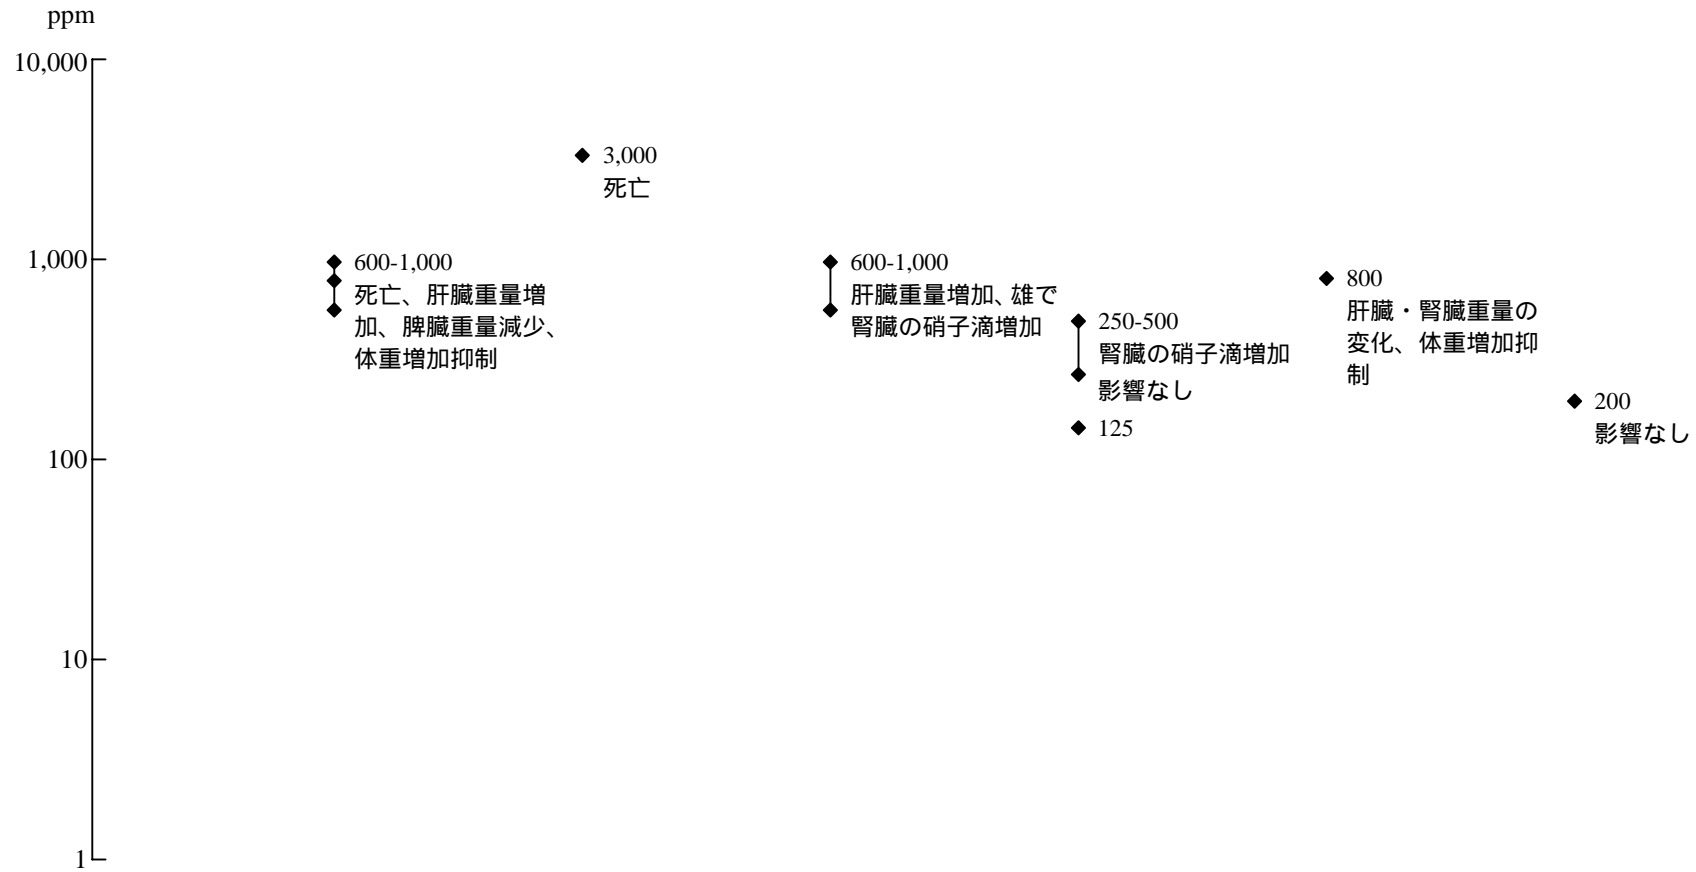 ppm
10,000
3,000
死亡
1,000
600-1,000
死亡、肝臓重量増
加、脾臓重量減少、
体重増加抑制
600-1,000
肝臓重量増加、雄で
腎臓の硝子滴増加
250-500
腎臓の硝子滴増加
影響なし
125
800
肝臓・腎臓重量の
変化、体重増加抑
制
200
影響なし
100
10
1